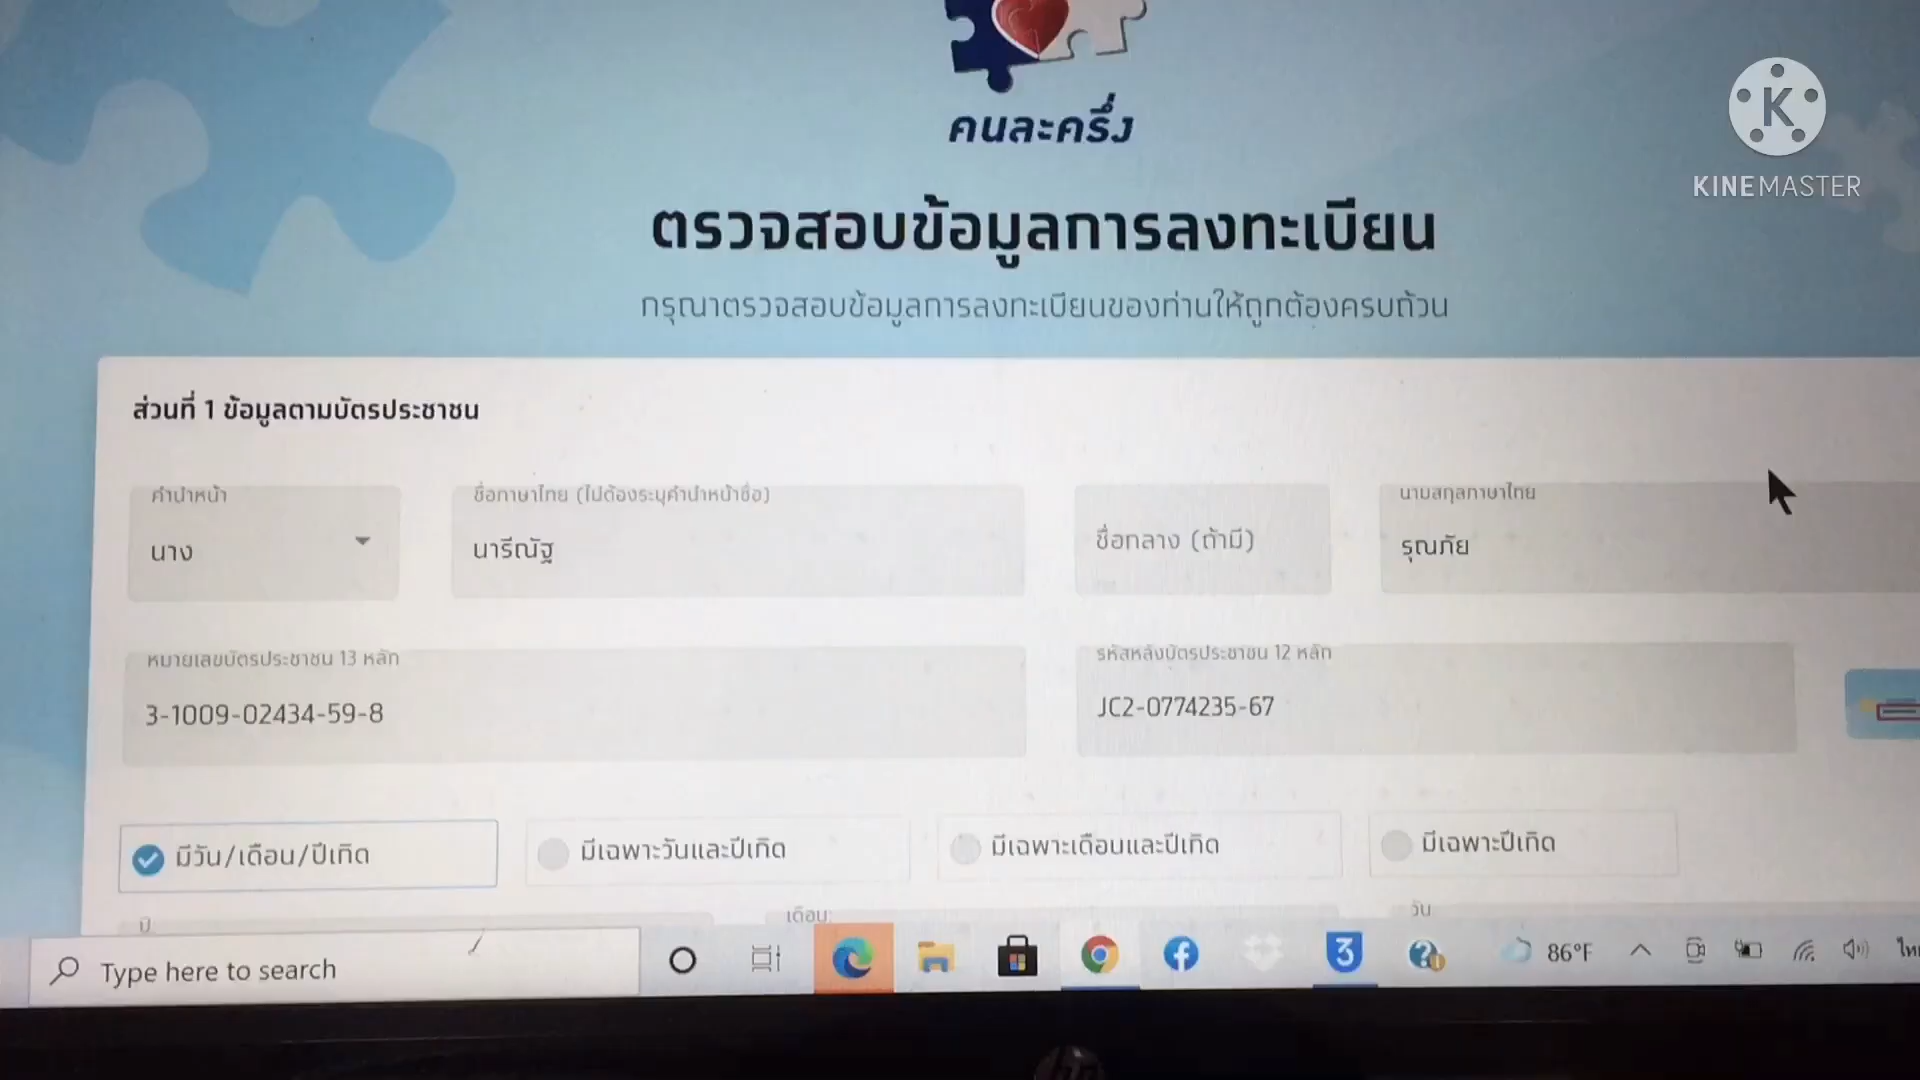 คนละครึ่ง
K
KINEMASTER
ตรวจสอบข้อมูลการลงทะเบียน
กรุณาตรวจสอบข้อมูลการลงทะเบียนของท่านให้ถูกต้องครบถ้วน
ส่วนที่ 1 ข้อมูลตามบัตรประชาชน
คำนำหน้า
นาง
ชื่อภาษาไทย (ไม่ต้องระบุคำนำหน้าชื่อ)
นารีณัฐ
ชื่อกลาง (ถ้ามี)
นามสกุลภาษาไทย
รุณภัย
หมายเลขบัตรประชาชน 13 หลัก
3-1009-02434-59-8
รหัสหลังบัตรประชาชน 12 หลัก
JC2-0774235-67
มีวัน/เดือน/ปีเกิด
มีเฉพาะวันและปีเกิด
มีเฉพาะเดือนและปีเกิด
มีเฉพาะปีเกิด
ปี
เดือน
วัน
Type here to search
3
86°F
ไท
hp